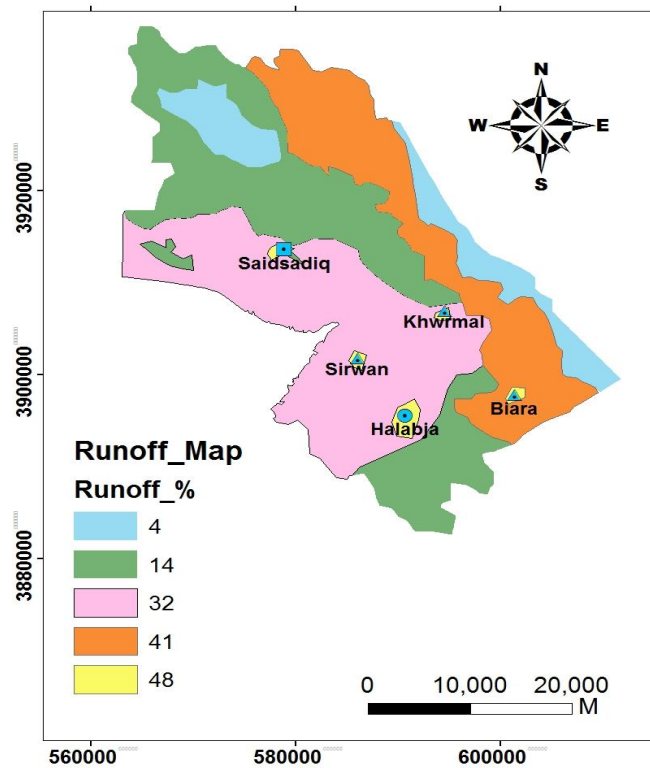 N
W E
S
3920000
Saidsadiq
Khwrmal
3900000
Sirwan
Biara
Halabja
Runoff_Map
Runoff_%
4
14
3880000
32
41
48
0 10,000 20,000
M
560000 580000 600000